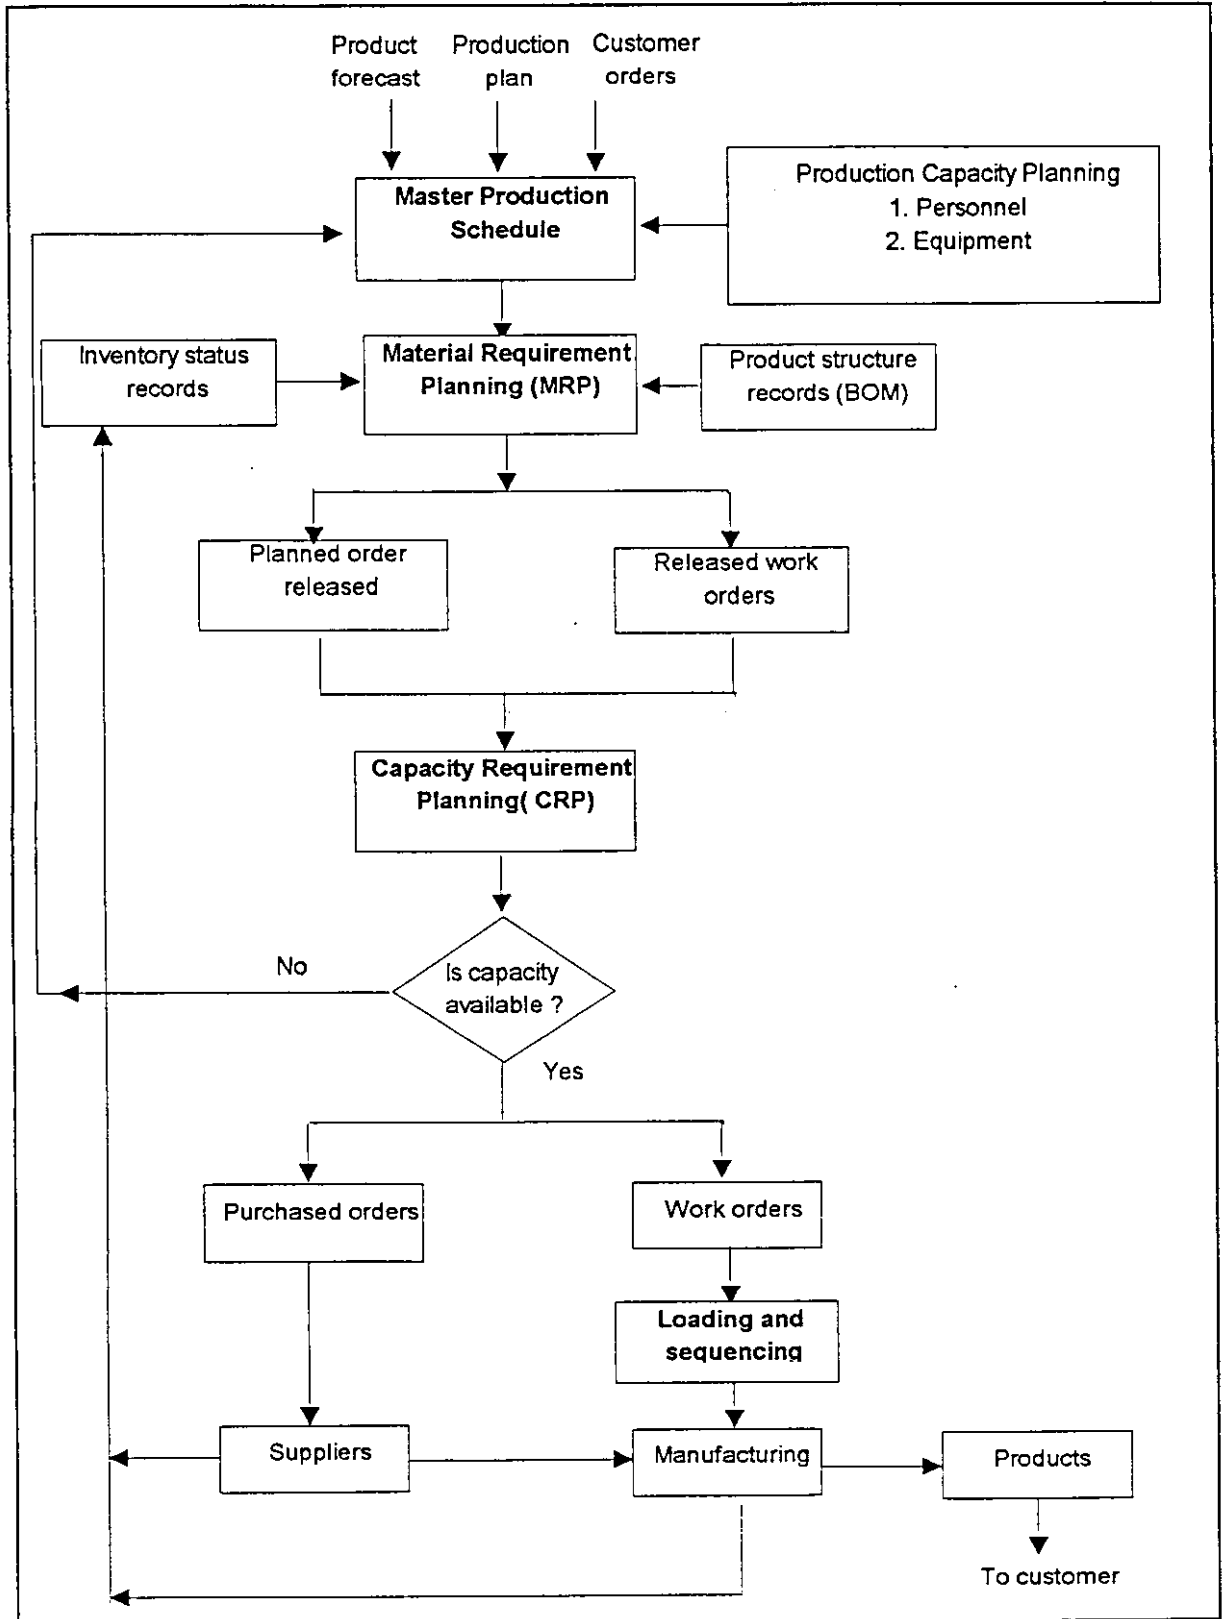 Product
forecast
Production
plan
Customer
orders
Master Production
Schedule
Production Capacity Planning
1. Personnel
2. Equipment
Inventory status
records
Material Requirement
Planning (MRP)
Product structure
records (BOM)
Planned order
released
Released work
orders
Capacity Requirement
Planning( CRP)
Is capacity
available ?
No
Yes
Purchased orders
Work orders
Loading and
sequencing
Suppliers
Manufacturing
Products
To customer